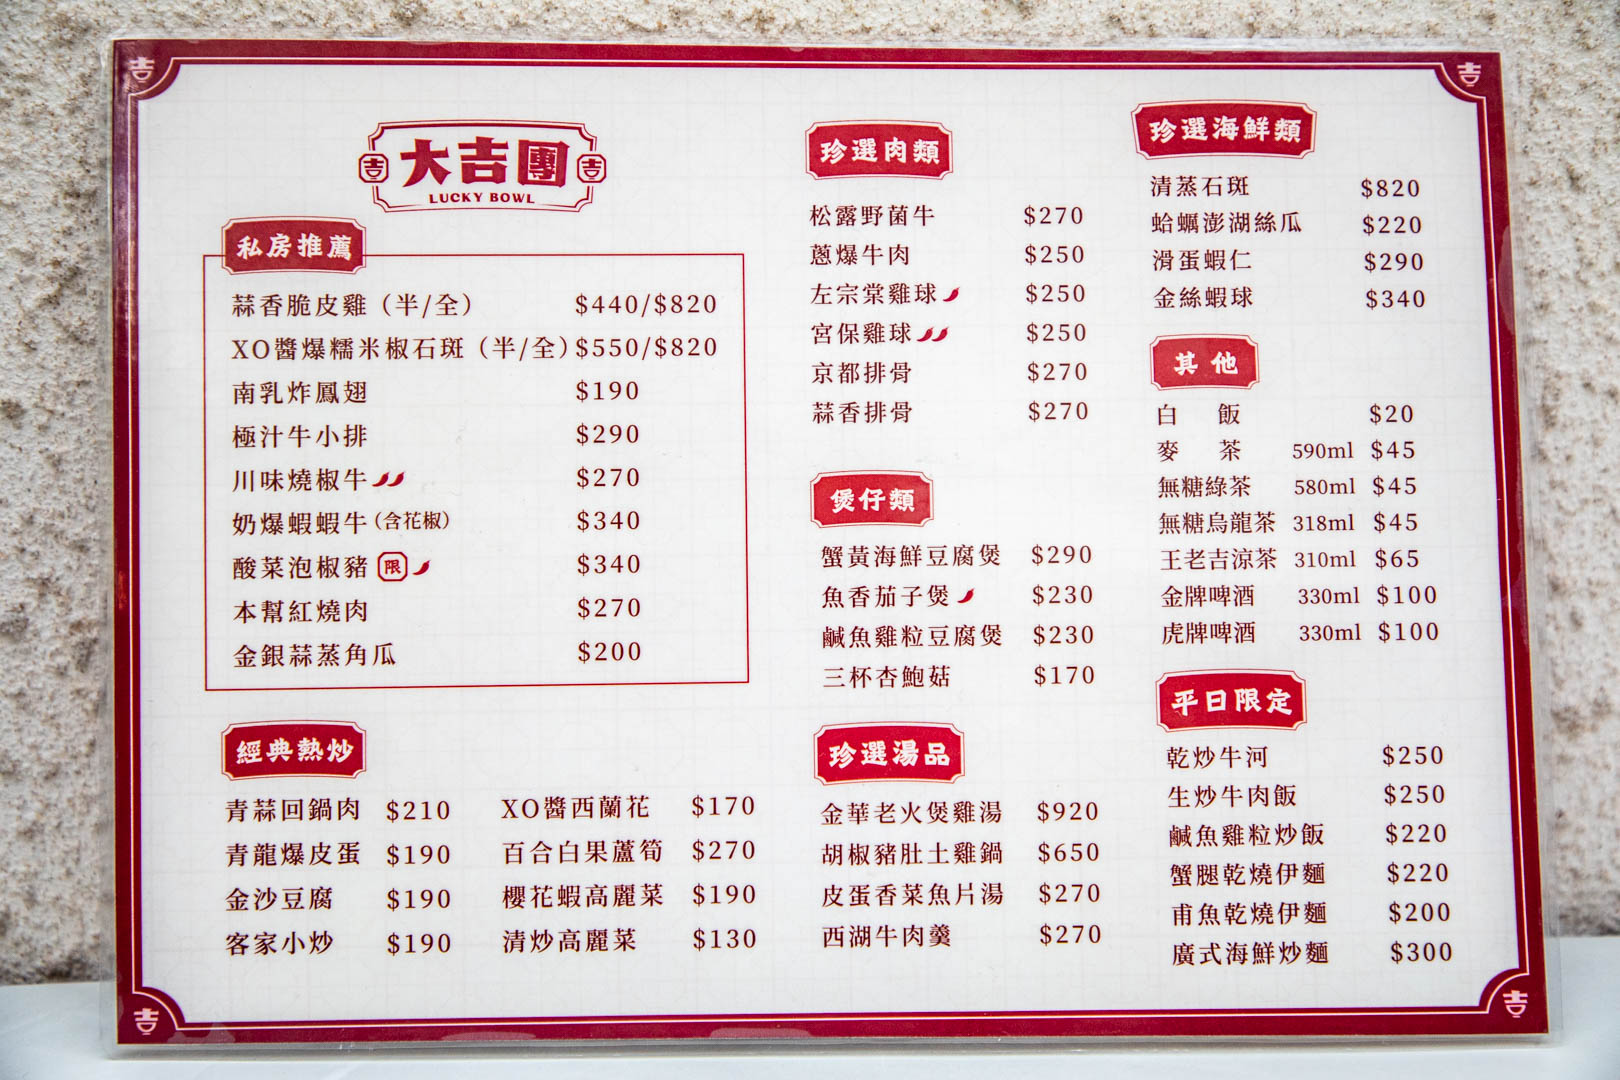 大吉團
LUCKY BOWL
私房推薦
蒜香脆皮雞（半/全） $440/$820
XO醬爆糯米椒石斑（半/全）$550/$820
南乳炸鳳翅 $190
極汁牛小排 $290
川味燒椒牛 $270
奶爆蝦蝦牛(含花椒) $340
酸菜泡椒豬 限 $340
本幫紅燒肉 $270
金銀蒜蒸角瓜 $200
經典熱炒
青蒜回鍋肉 $210
青龍爆皮蛋 $190
金沙豆腐 $190
客家小炒 $190
XO醬西蘭花 $170
百合白果蘆筍 $270
櫻花蝦高麗菜 $190
清炒高麗菜 $130
珍選肉類
松露野菌牛 $270
蔥爆牛肉 $250
左宗棠雞球 $250
宮保雞球 $250
京都排骨 $270
蒜香排骨 $270
煲仔類
蟹黃海鮮豆腐煲 $290
魚香茄子煲 $230
鹹魚雞粒豆腐煲 $230
三杯杏鮑菇 $170
珍選湯品
金華老火煲雞湯 $920
胡椒豬肚土雞鍋 $650
皮蛋香菜魚片湯 $270
西湖牛肉羹 $270
珍選海鮮類
清蒸石斑 $820
蛤蠣澎湖絲瓜 $220
滑蛋蝦仁 $290
金絲蝦球 $340
其他
白飯 $20
麥茶 590ml $45
無糖綠茶 580ml $45
無糖烏龍茶 318ml $45
王老吉涼茶 310ml $65
金牌啤酒 330ml $100
虎牌啤酒 330ml $100
平日限定
乾炒牛河 $250
生炒牛肉飯 $250
鹹魚雞粒炒飯 $220
蟹腿乾燒伊麵 $220
甫魚乾燒伊麵 $200
廣式海鮮炒麵 $300